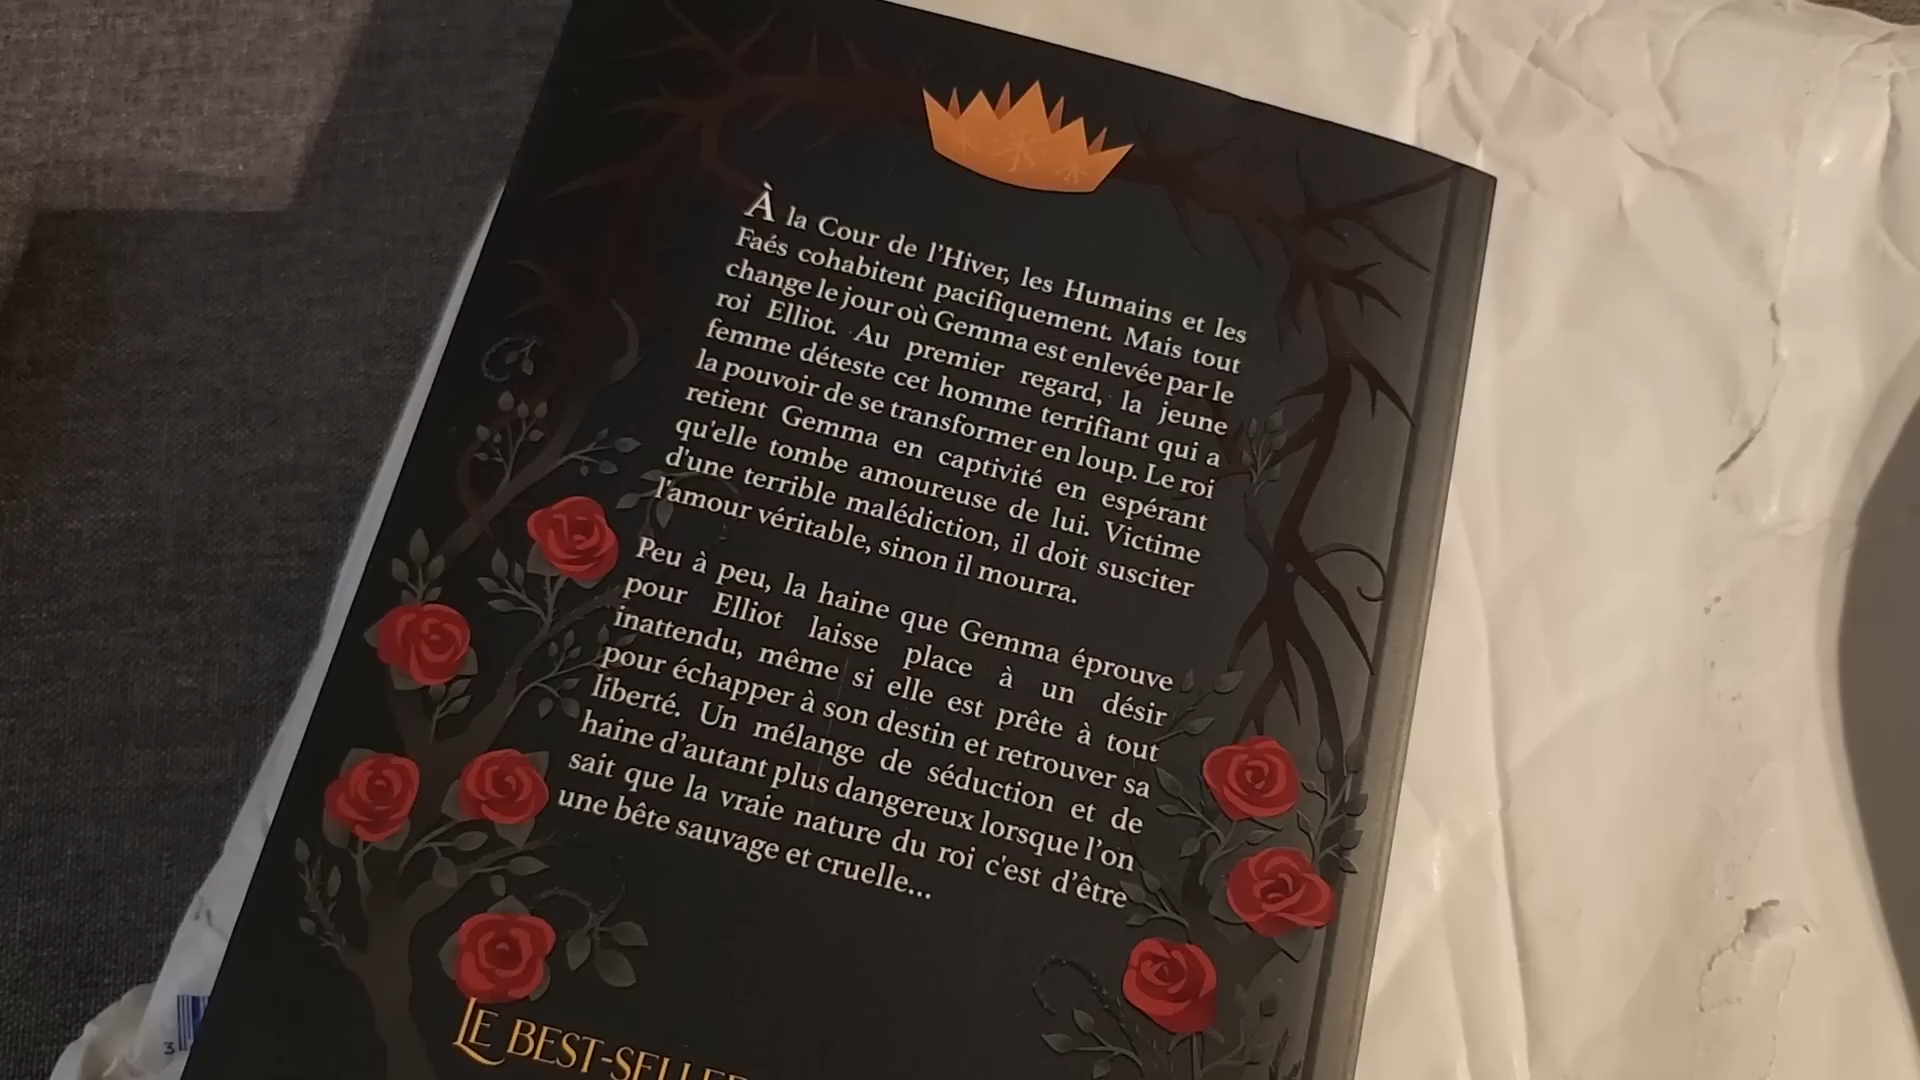 À la Cour de l'Hiver, les Humains et les
Faés cohabitent pacifiquement. Mais tout
change le jour où Gemma est enlevée par le
roi Elliot. Au premier regard, la jeune
femme déteste cet homme terrifiant qui a
la pouvoir de se transformer en loup. Le roi
retient Gemma en captivité en espérant
qu'elle tombe amoureuse de lui. Victime
d'une terrible malédiction, il doit susciter
l'amour véritable, sinon il mourra.
Peu à peu, la haine que Gemma éprouve
pour Elliot laisse place à un désir
inattendu, même si elle est prête à tout
pour échapper à son destin et retrouver sa
liberté. Un mélange de séduction et de
haine d'autant plus dangereux lorsque l'on
sait que la vraie nature du roi c'est d'être
une bête sauvage et cruelle...
LE BEST-SELLER
3